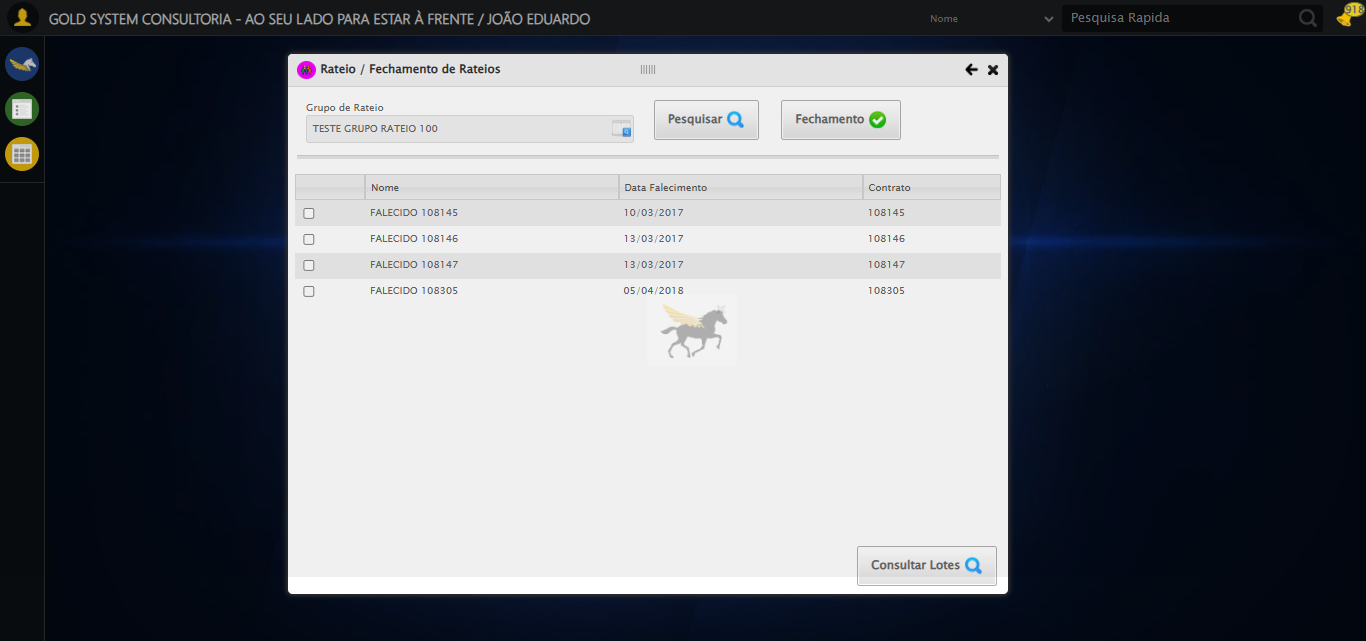 GOLD SYSTEM CONSULTORIA - AO SEU LADO PARA ESTAR À FRENTE / JOÃO EDUARDO
Nome
Pesquisa Rapida
918
Rateio / Fechamento de Rateios
Grupo de Rateio
TESTE GRUPO RATEIO 100
Pesquisar
Fechamento
Nome Data Falecimento Contrato
FALECIDO 108145 10/03/2017 108145
FALECIDO 108146 13/03/2017 108146
FALECIDO 108147 13/03/2017 108147
FALECIDO 108305 05/04/2018 108305
Consultar Lotes